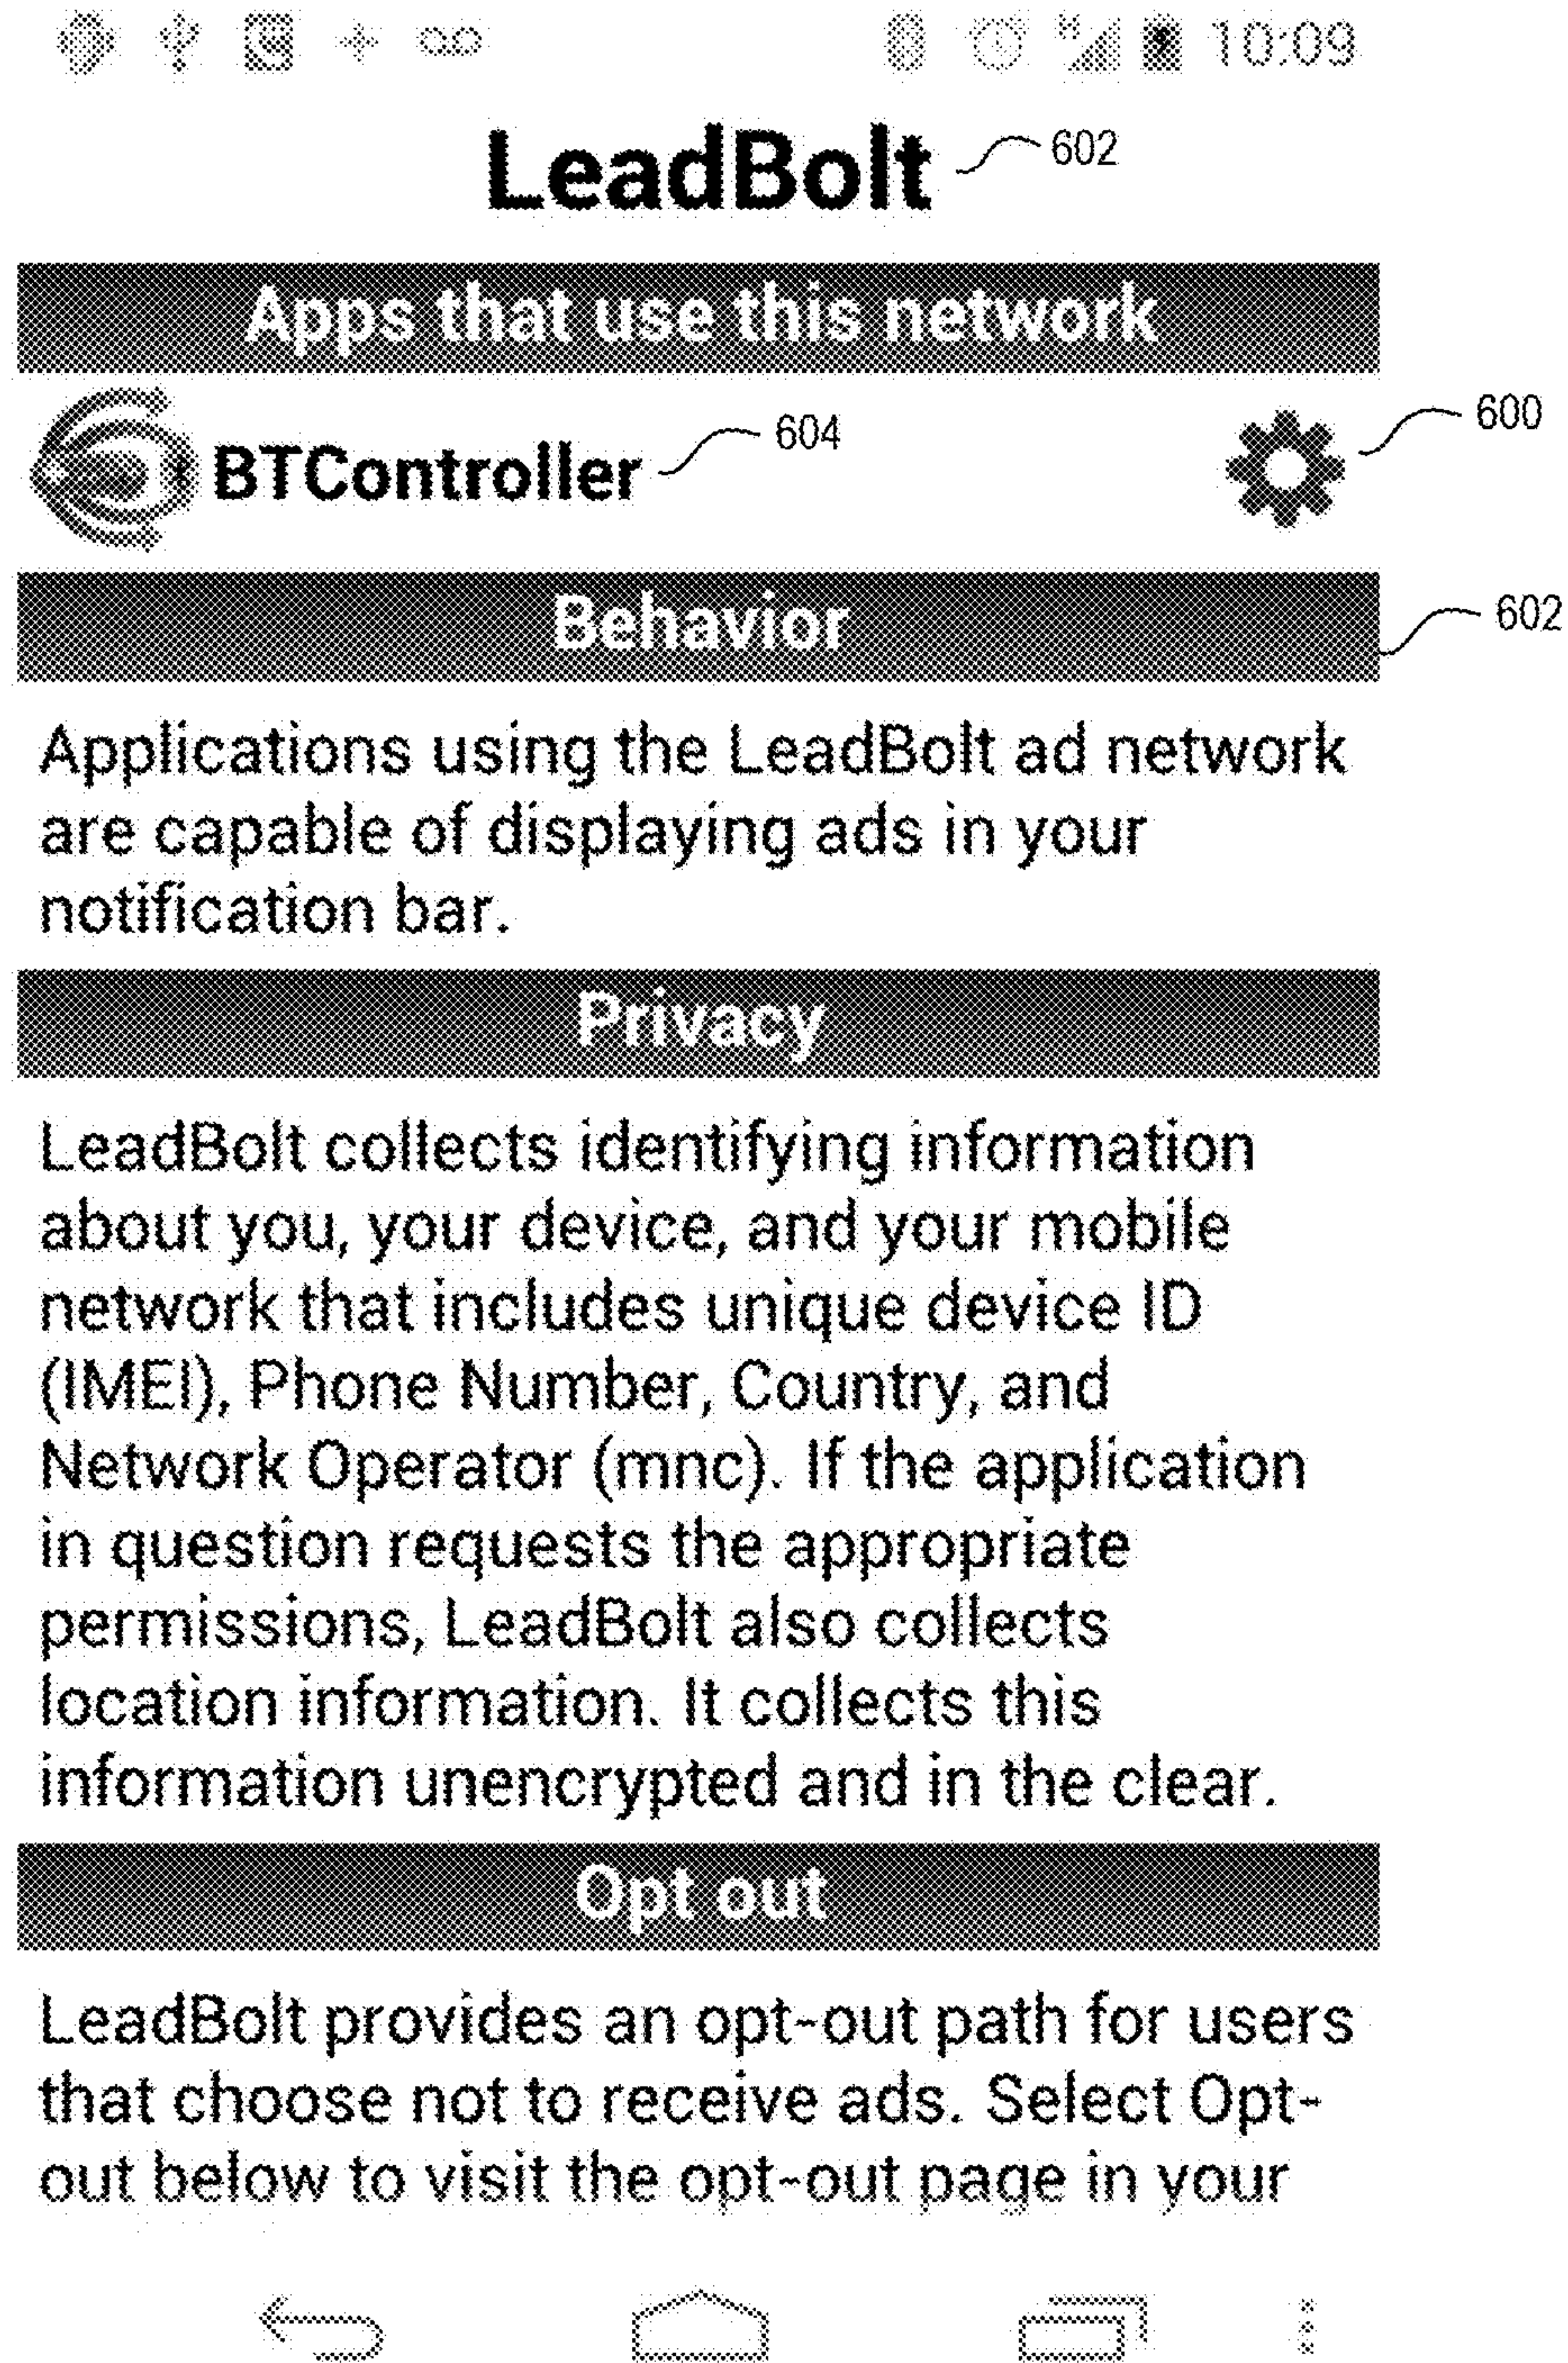 10:09
LeadBolt 602
Apps that use this network
BTController 604
600
Behavior
602
Applications using the LeadBolt ad network
are capable of displaying ads in your
notification bar.
Privacy
LeadBolt collects identifying information
about you, your device, and your mobile
network that includes unique device ID
(IMEI), Phone Number, Country, and
Network Operator (mnc). If the application
in question requests the appropriate
permissions, LeadBolt also collects
location information. It collects this
information unencrypted and in the clear.
Opt out
LeadBolt provides an opt-out path for users
that choose not to receive ads. Select Opt-
out below to visit the opt-out page in your